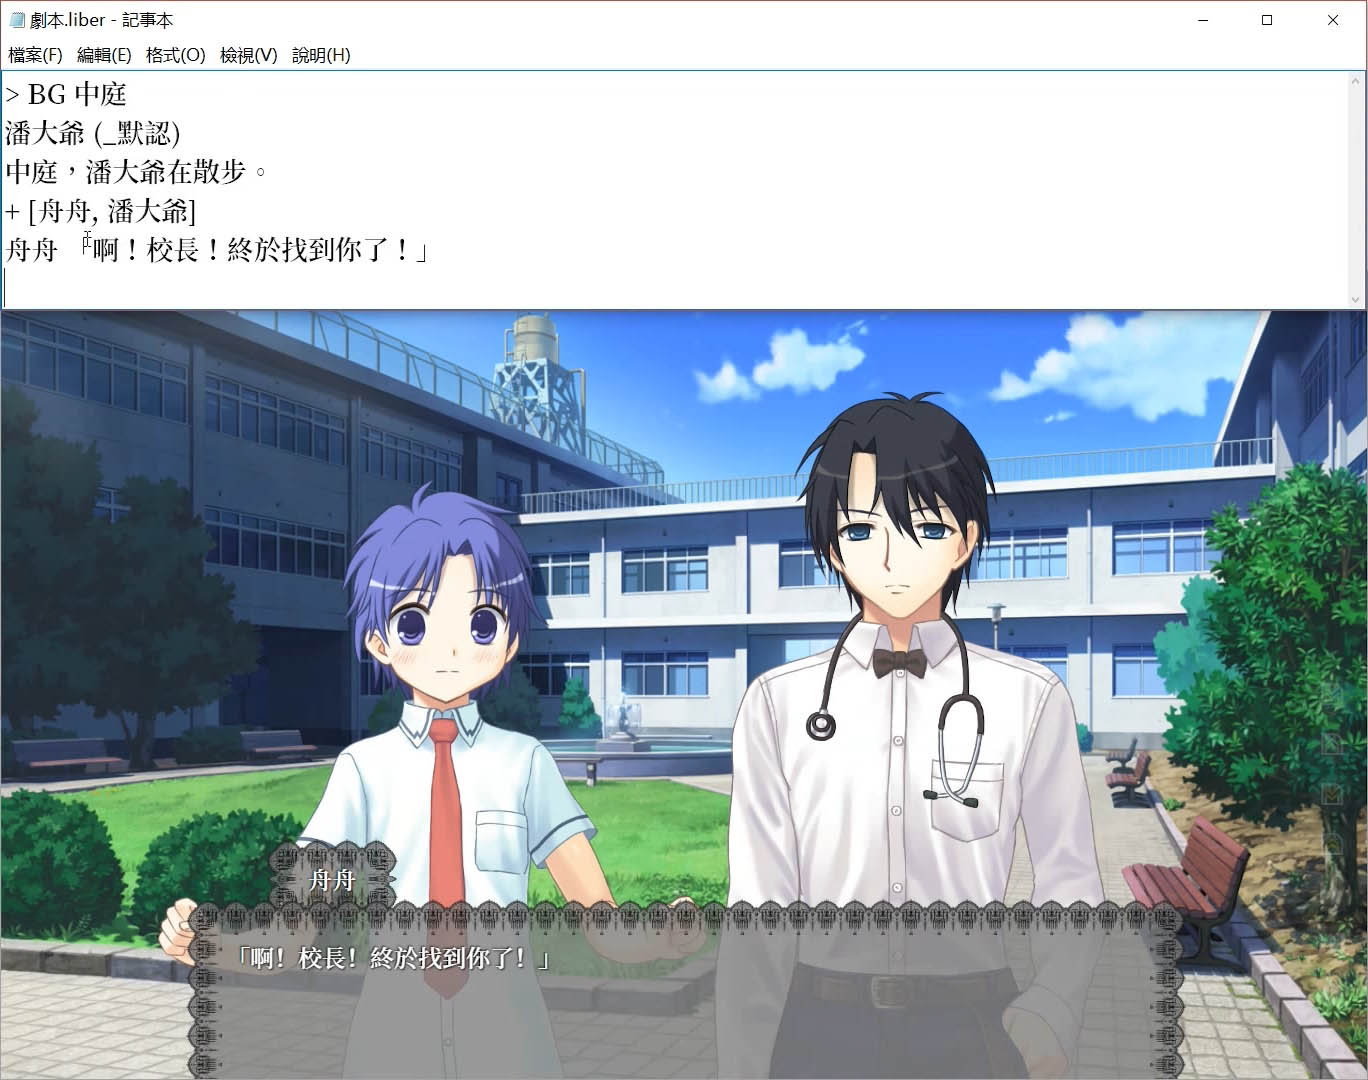 劇本.liber - 記事本
檔案(F) 編輯(E) 格式(O) 檢視(V) 說明(H)
> BG 中庭
潘大爺 (_默認)
中庭，潘大爺在散步。
+ [舟舟, 潘大爺]
舟舟 「啊！校長！終於找到你了！」
舟舟
「啊！校長！終於找到你了！」